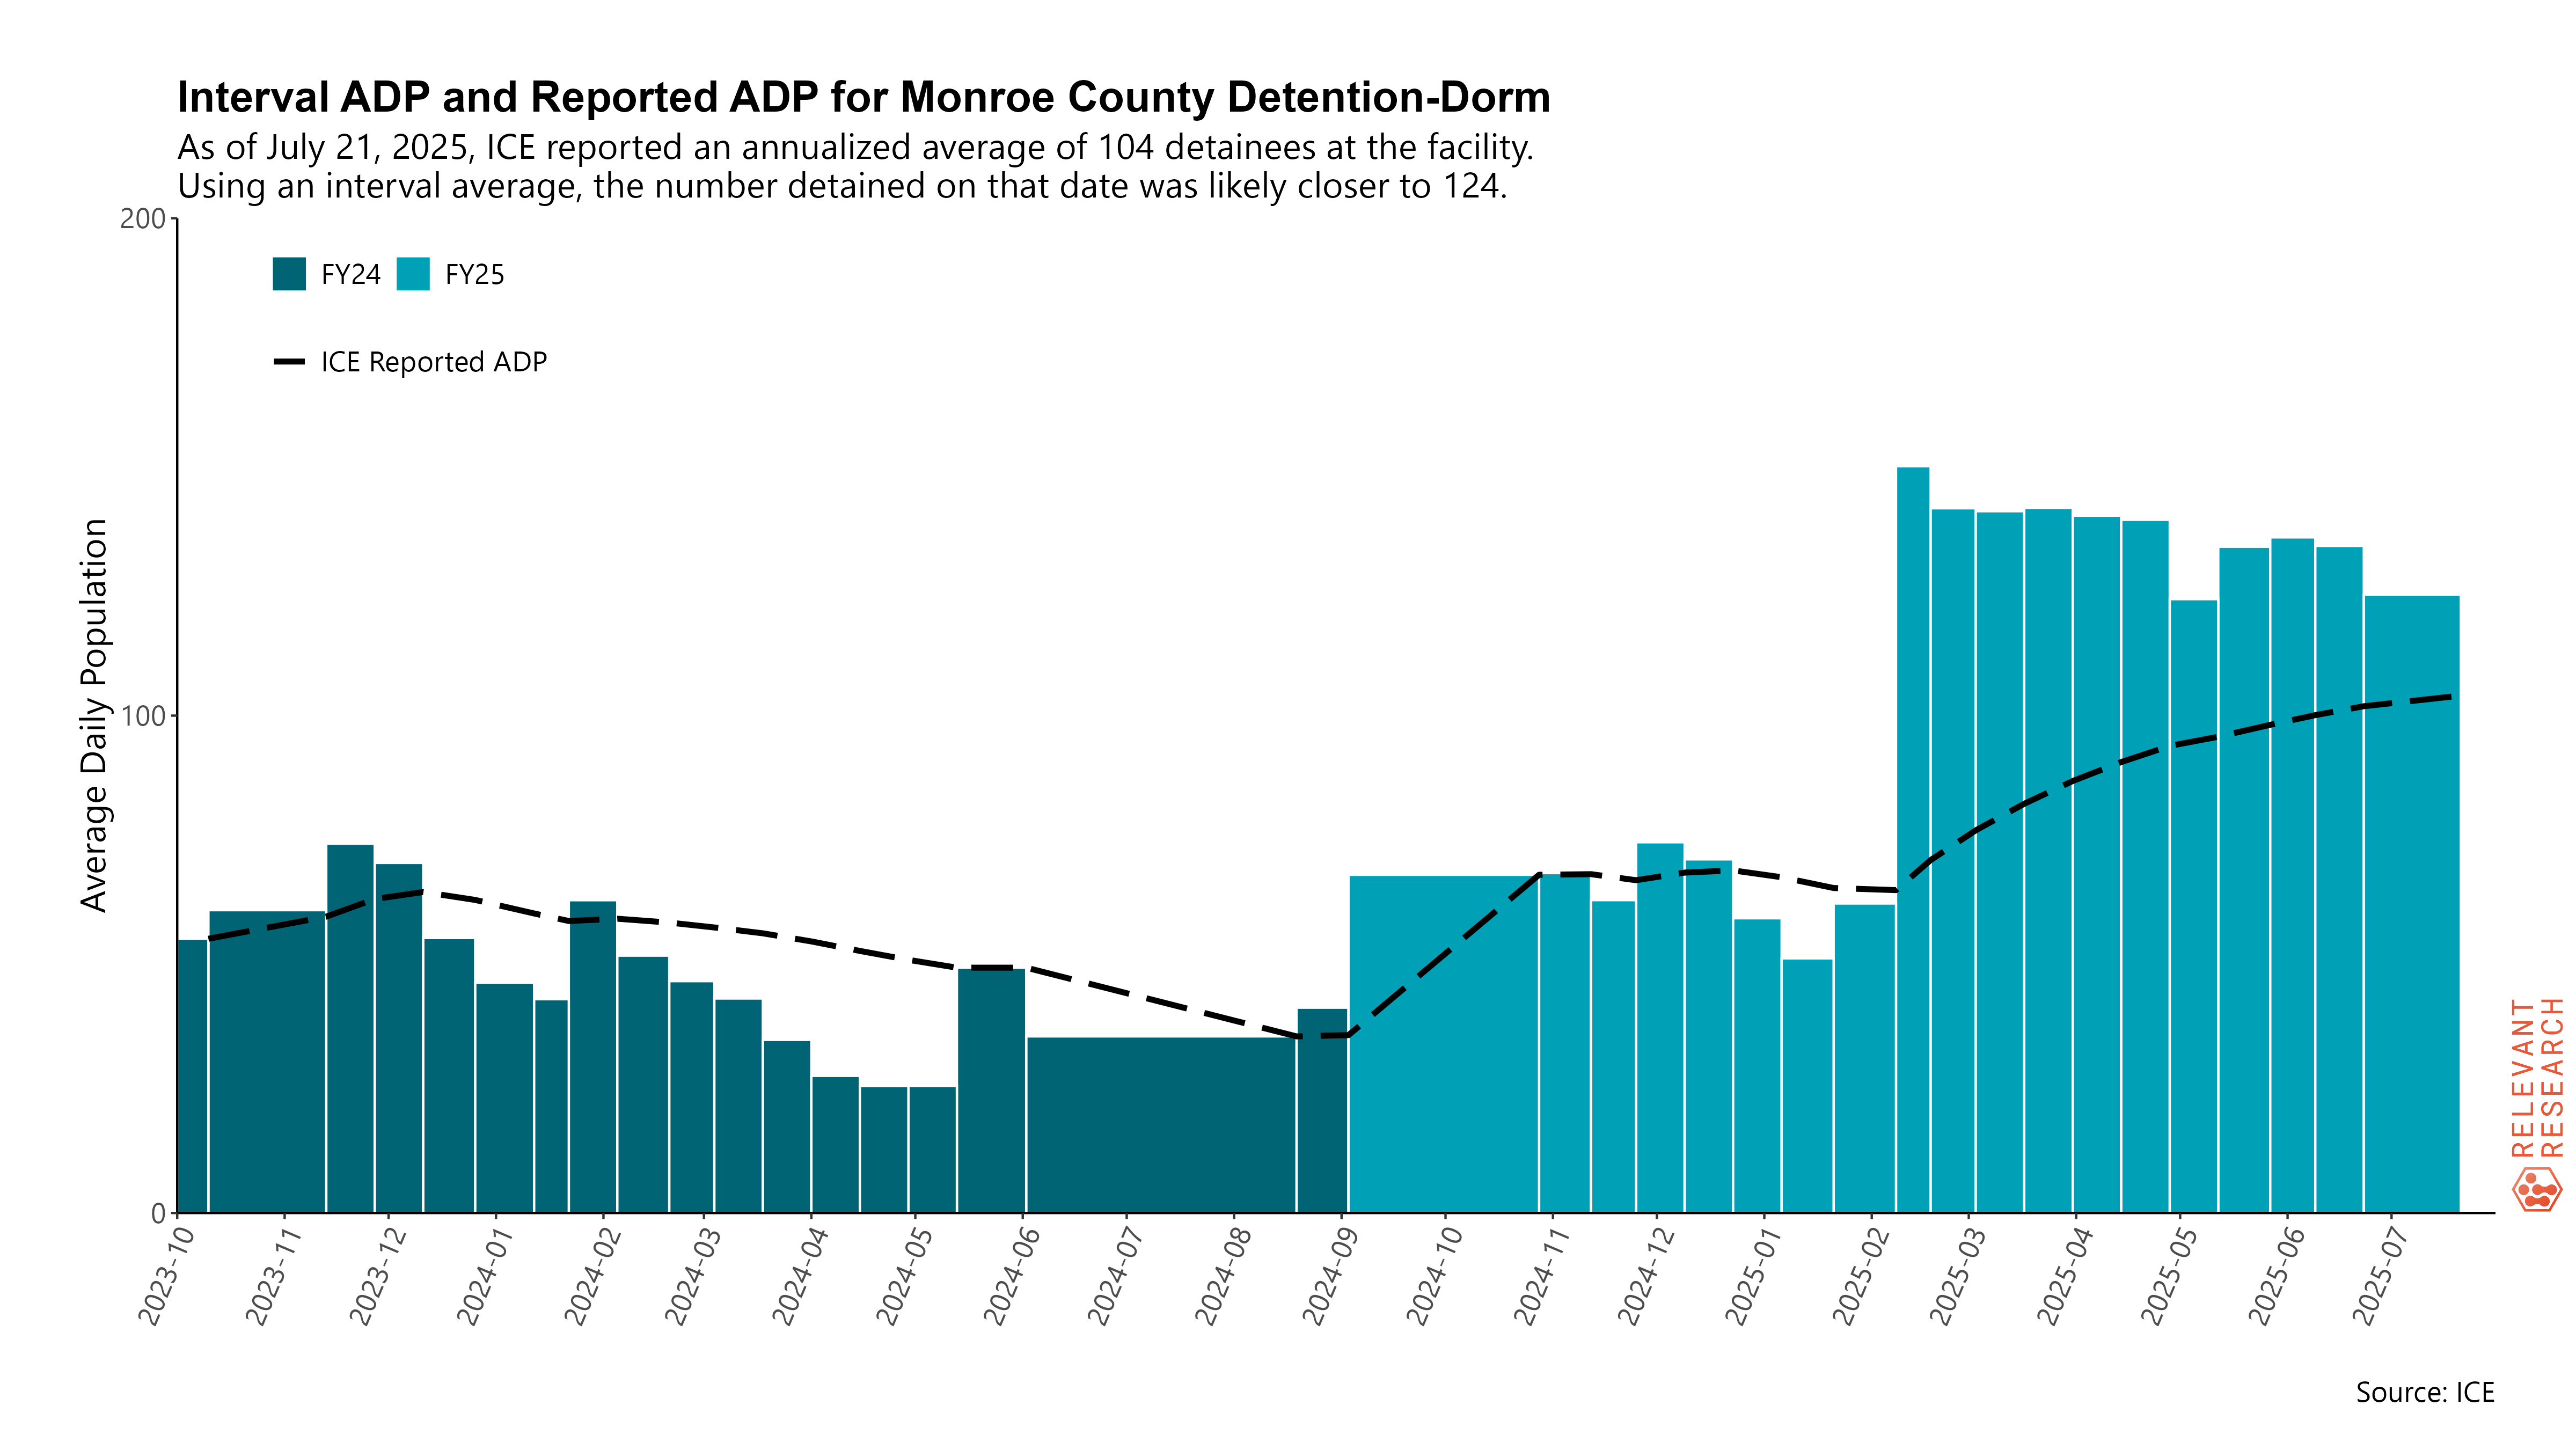 Interval ADP and Reported ADP for Monroe County Detention-Dorm
As of July 21, 2025, ICE reported an annualized average of 104 detainees at the facility.
Using an interval average, the number detained on that date was likely closer to 124.
200
FY24 FY25
ICE Reported ADP
Average Daily Population
100
0
2023-10 2023-11 2023-12 2024-01 2024-02 2024-03 2024-04 2024-05 2024-06 2024-07 2024-08 2024-09 2024-10 2024-11 2024-12 2025-01 2025-02 2025-03 2025-04 2025-05 2025-06 2025-07
RELEVANT
RESEARCH
Source: ICE